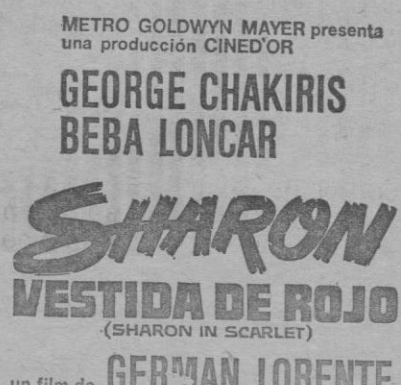 METRO GOLDWYN MAYER presenta
una producción CINED'OR
GEORGE CHAKIRIS
BEBA LONCAR
SHARON
VESTIDA DE ROJO
(SHARON IN SCARLET)
un film de GERMAN LORENTE